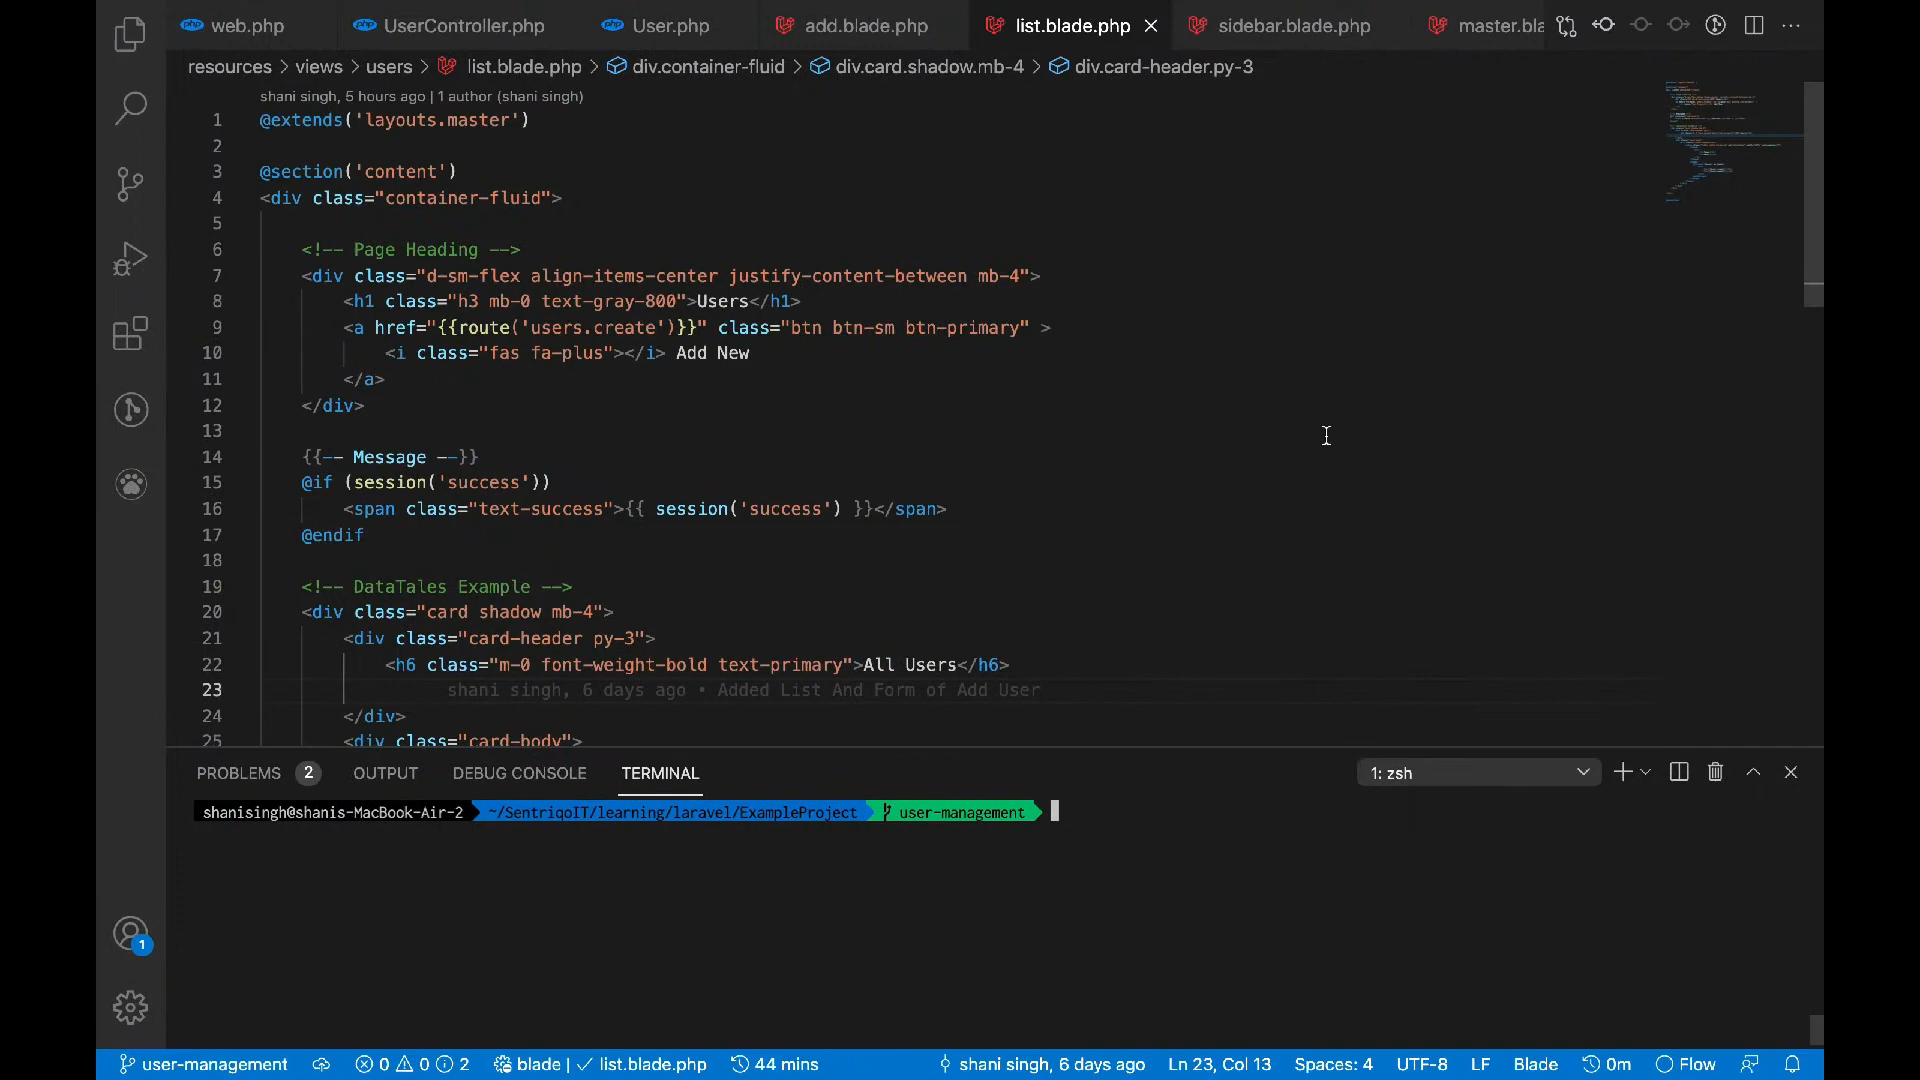 web.php UserController.php User.php add.blade.php list.blade.php sidebar.blade.php master.bla
resources > views > users > list.blade.php > div.container-fluid > div.card.shadow.mb-4 > div.card-header.py-3
shani singh, 5 hours ago | 1 author (shani singh)
1 @extends('layouts.master')
2
3 @section('content')
4 <div class="container-fluid">
5
6 <!-- Page Heading -->
7 <div class="d-sm-flex align-items-center justify-content-between mb-4">
8 <h1 class="h3 mb-0 text-gray-800">Users</h1>
9 <a href="{{route('users.create')}}" class="btn btn-sm btn-primary" >
10 <i class="fas fa-plus"></i> Add New
11 </a>
12 </div>
13
14 {{-- Message --}}
15 @if (session('success'))
16 <span class="text-success">{{ session('success') }}</span>
17 @endif
18
19 <!-- DataTales Example -->
20 <div class="card shadow mb-4">
21 <div class="card-header py-3">
22 <h6 class="m-0 font-weight-bold text-primary">All Users</h6>
23 shani singh, 6 days ago • Added List And Form of Add User
24 </div>
25 <div class="card-body">
PROBLEMS 2 OUTPUT DEBUG CONSOLE TERMINAL 1: zsh
shanisingh@shanis-MacBook-Air-2 ~/SentriqoIT/learning/laravel/ExampleProject user-management
1
user-management 0 0 2 blade | ✓ list.blade.php 44 mins shani singh, 6 days ago Ln 23, Col 13 Spaces: 4 UTF-8 LF Blade 0m Flow